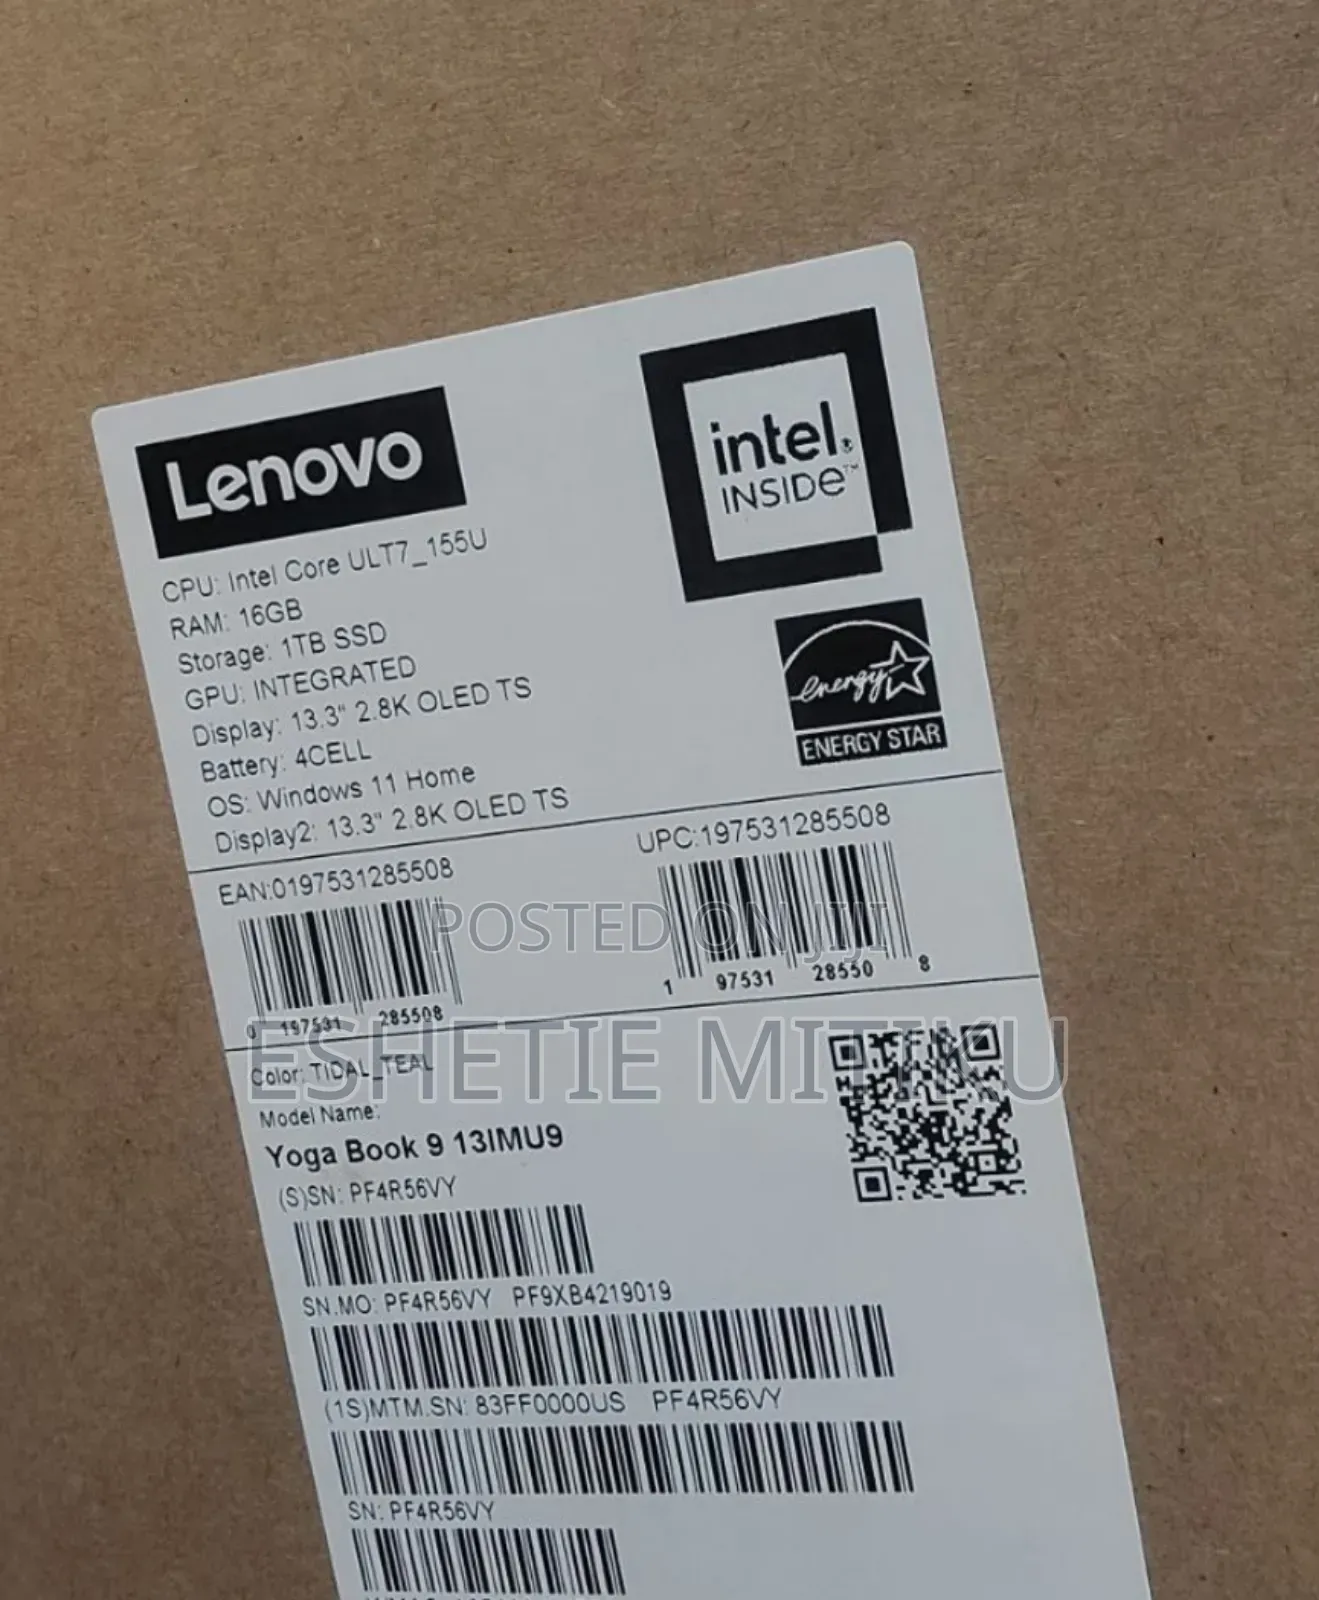 Lenovo
intel.
INSIDE™
CPU: Intel Core ULT7_155U
RAM: 16GB
Storage: 1TB SSD
GPU: INTEGRATED
Display: 13.3" 2.8K OLED TS
Battery: 4CELL
OS: Windows 11 Home
Display2: 13.3" 2.8K OLED TS
energy
ENERGY STAR
EAN:0197531285508
UPC:197531285508
0 197531 285508
1 97531 28550 8
POSTED ON JIJI
ESHETIE MITIKU
Color: TIDAL_TEAL
Model Name:
Yoga Book 9 13IMU9
(S)SN: PF4R56VY
SN.MO: PF4R56VY PF9XB4219019
(1S)MTM.SN: 83FF0000US PF4R56VY
SN: PF4R56VY